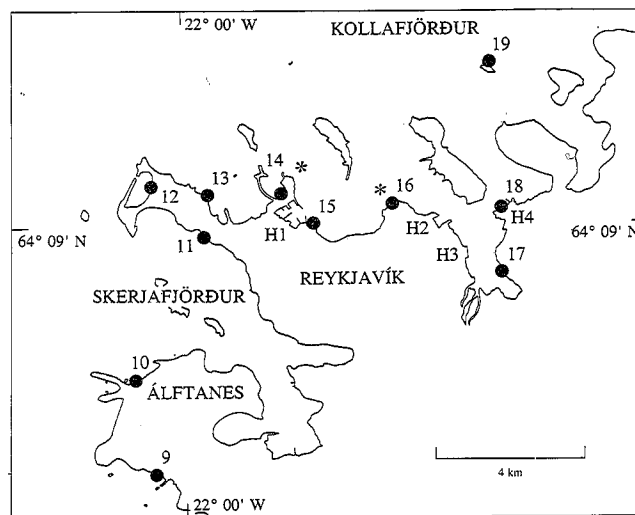 22° 00' W
KOLLAFJÖRÐUR
19
14
*
13
12
*
16
18
15
H4
H1
H2
64° 09' N
64° 09' N
11
REYKJAVÍK
H3
17
SKERJAFJÖRÐUR
10
ÁLFTANES
9
4 km
22° 00' W